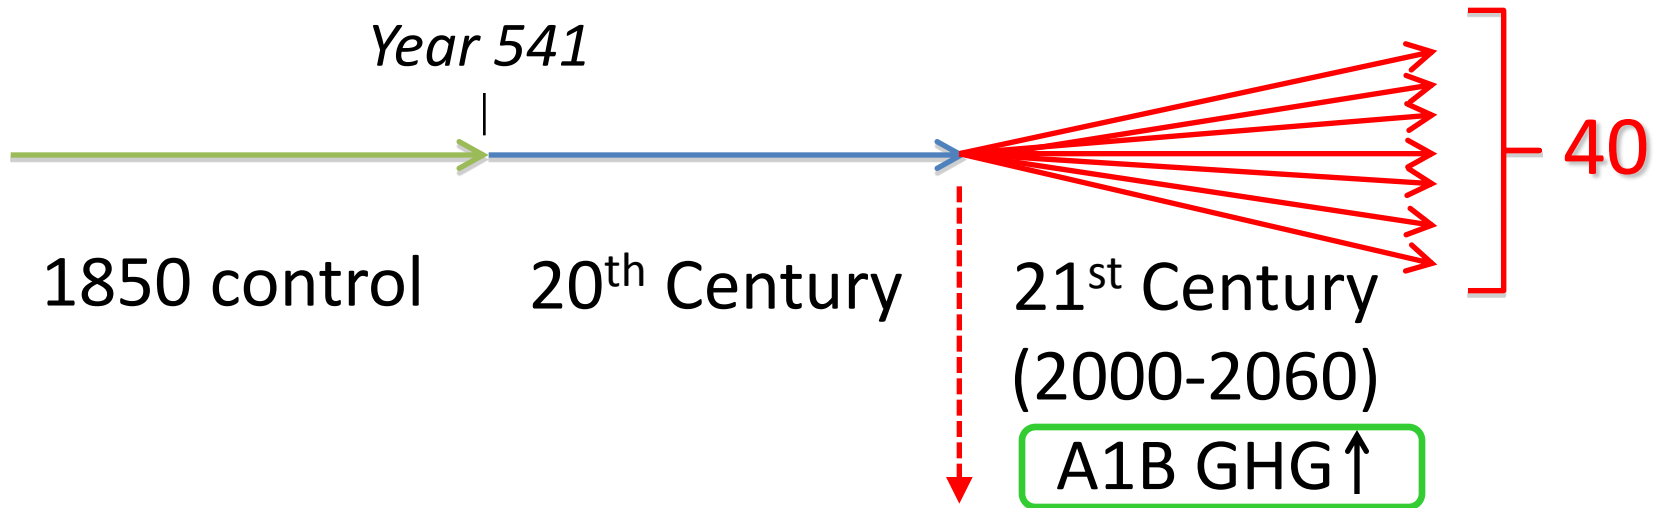 Year 541
40
1850 control
20th Century
21st Century
(2000-2060)
A1B GHG↑